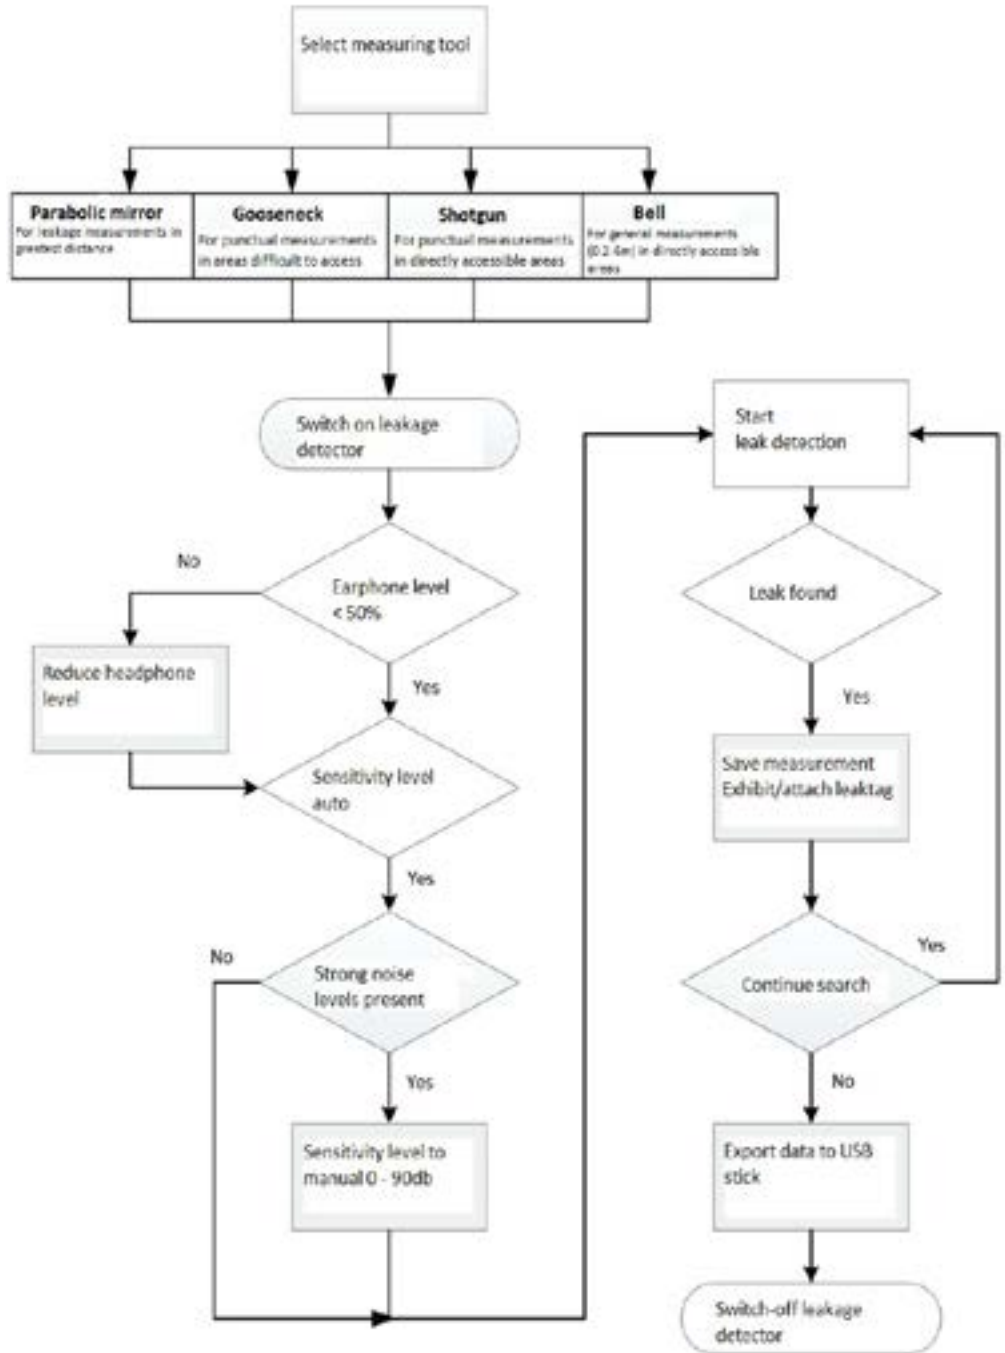 Select measuring tool
Parabolic mirror
For leakage measurements in
greatest distance
Gooseneck
For punctual measurements
in areas difficult to access
Shotgun
For punctual measurements
in directly accessible areas
Bell
For general measurements
in directly accessible
areas
Switch on leakage
detector
Earphone level
< 50%
No
Yes
Reduce headphone
level
Sensitivity level
auto
Yes
Strong noise
levels present
No
Yes
Sensitivity level to
manual 0 - 90db
Start
leak detection
Leak found
Yes
Save measurement
Exhibit/attach leaktag
Continue search
Yes
No
Export data to USB
stick
Switch-off leakage
detector